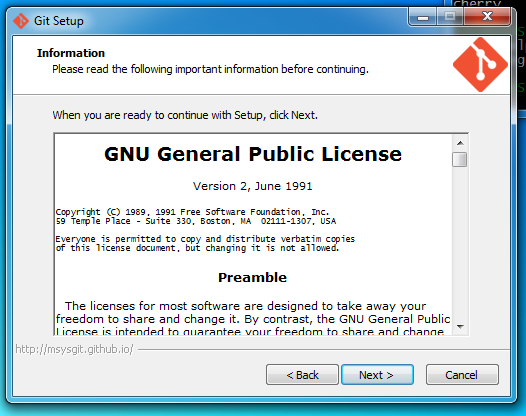 Git Setup
cherry
Information
Please read the following important information before continuing.
When you are ready to continue with Setup, click Next.
GNU General Public License
Version 2, June 1991
Copyright (C) 1989, 1991 Free Software Foundation, Inc.
59 Temple Place - Suite 330, Boston, MA  02111-1307, USA
Everyone is permitted to copy and distribute verbatim copies
of this license document, but changing it is not allowed.
Preamble
The licenses for most software are designed to take away your
freedom to share and change it. By contrast, the GNU General Public
License is intended to guarantee your freedom to share and change
http://msysgit.github.io/
< Back
Next >
Cancel